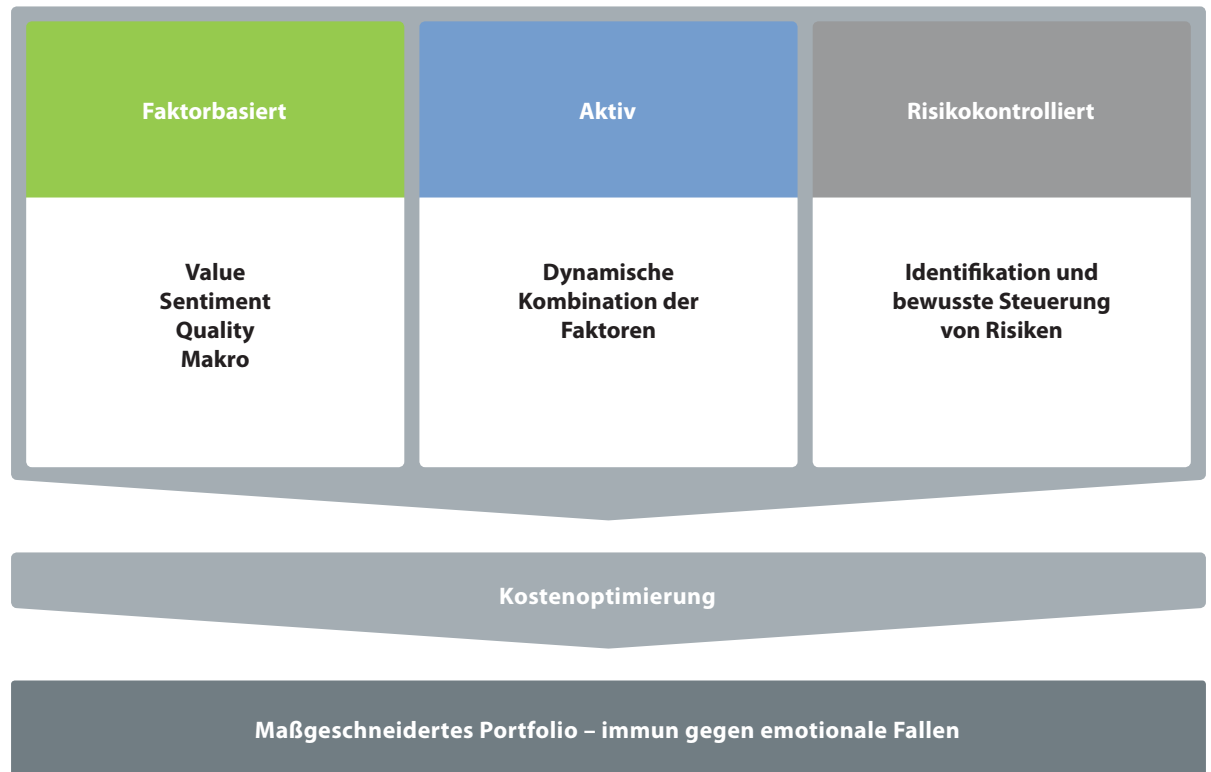 Faktorbasiert
Value
Sentiment
Quality
Makro
Aktiv
Dynamische
Kombination der
Faktoren
Risikokontrolliert
Identifikation und
bewusste Steuerung
von Risiken
Kostenoptimierung
Maßgeschneidertes Portfolio – immun gegen emotionale Fallen